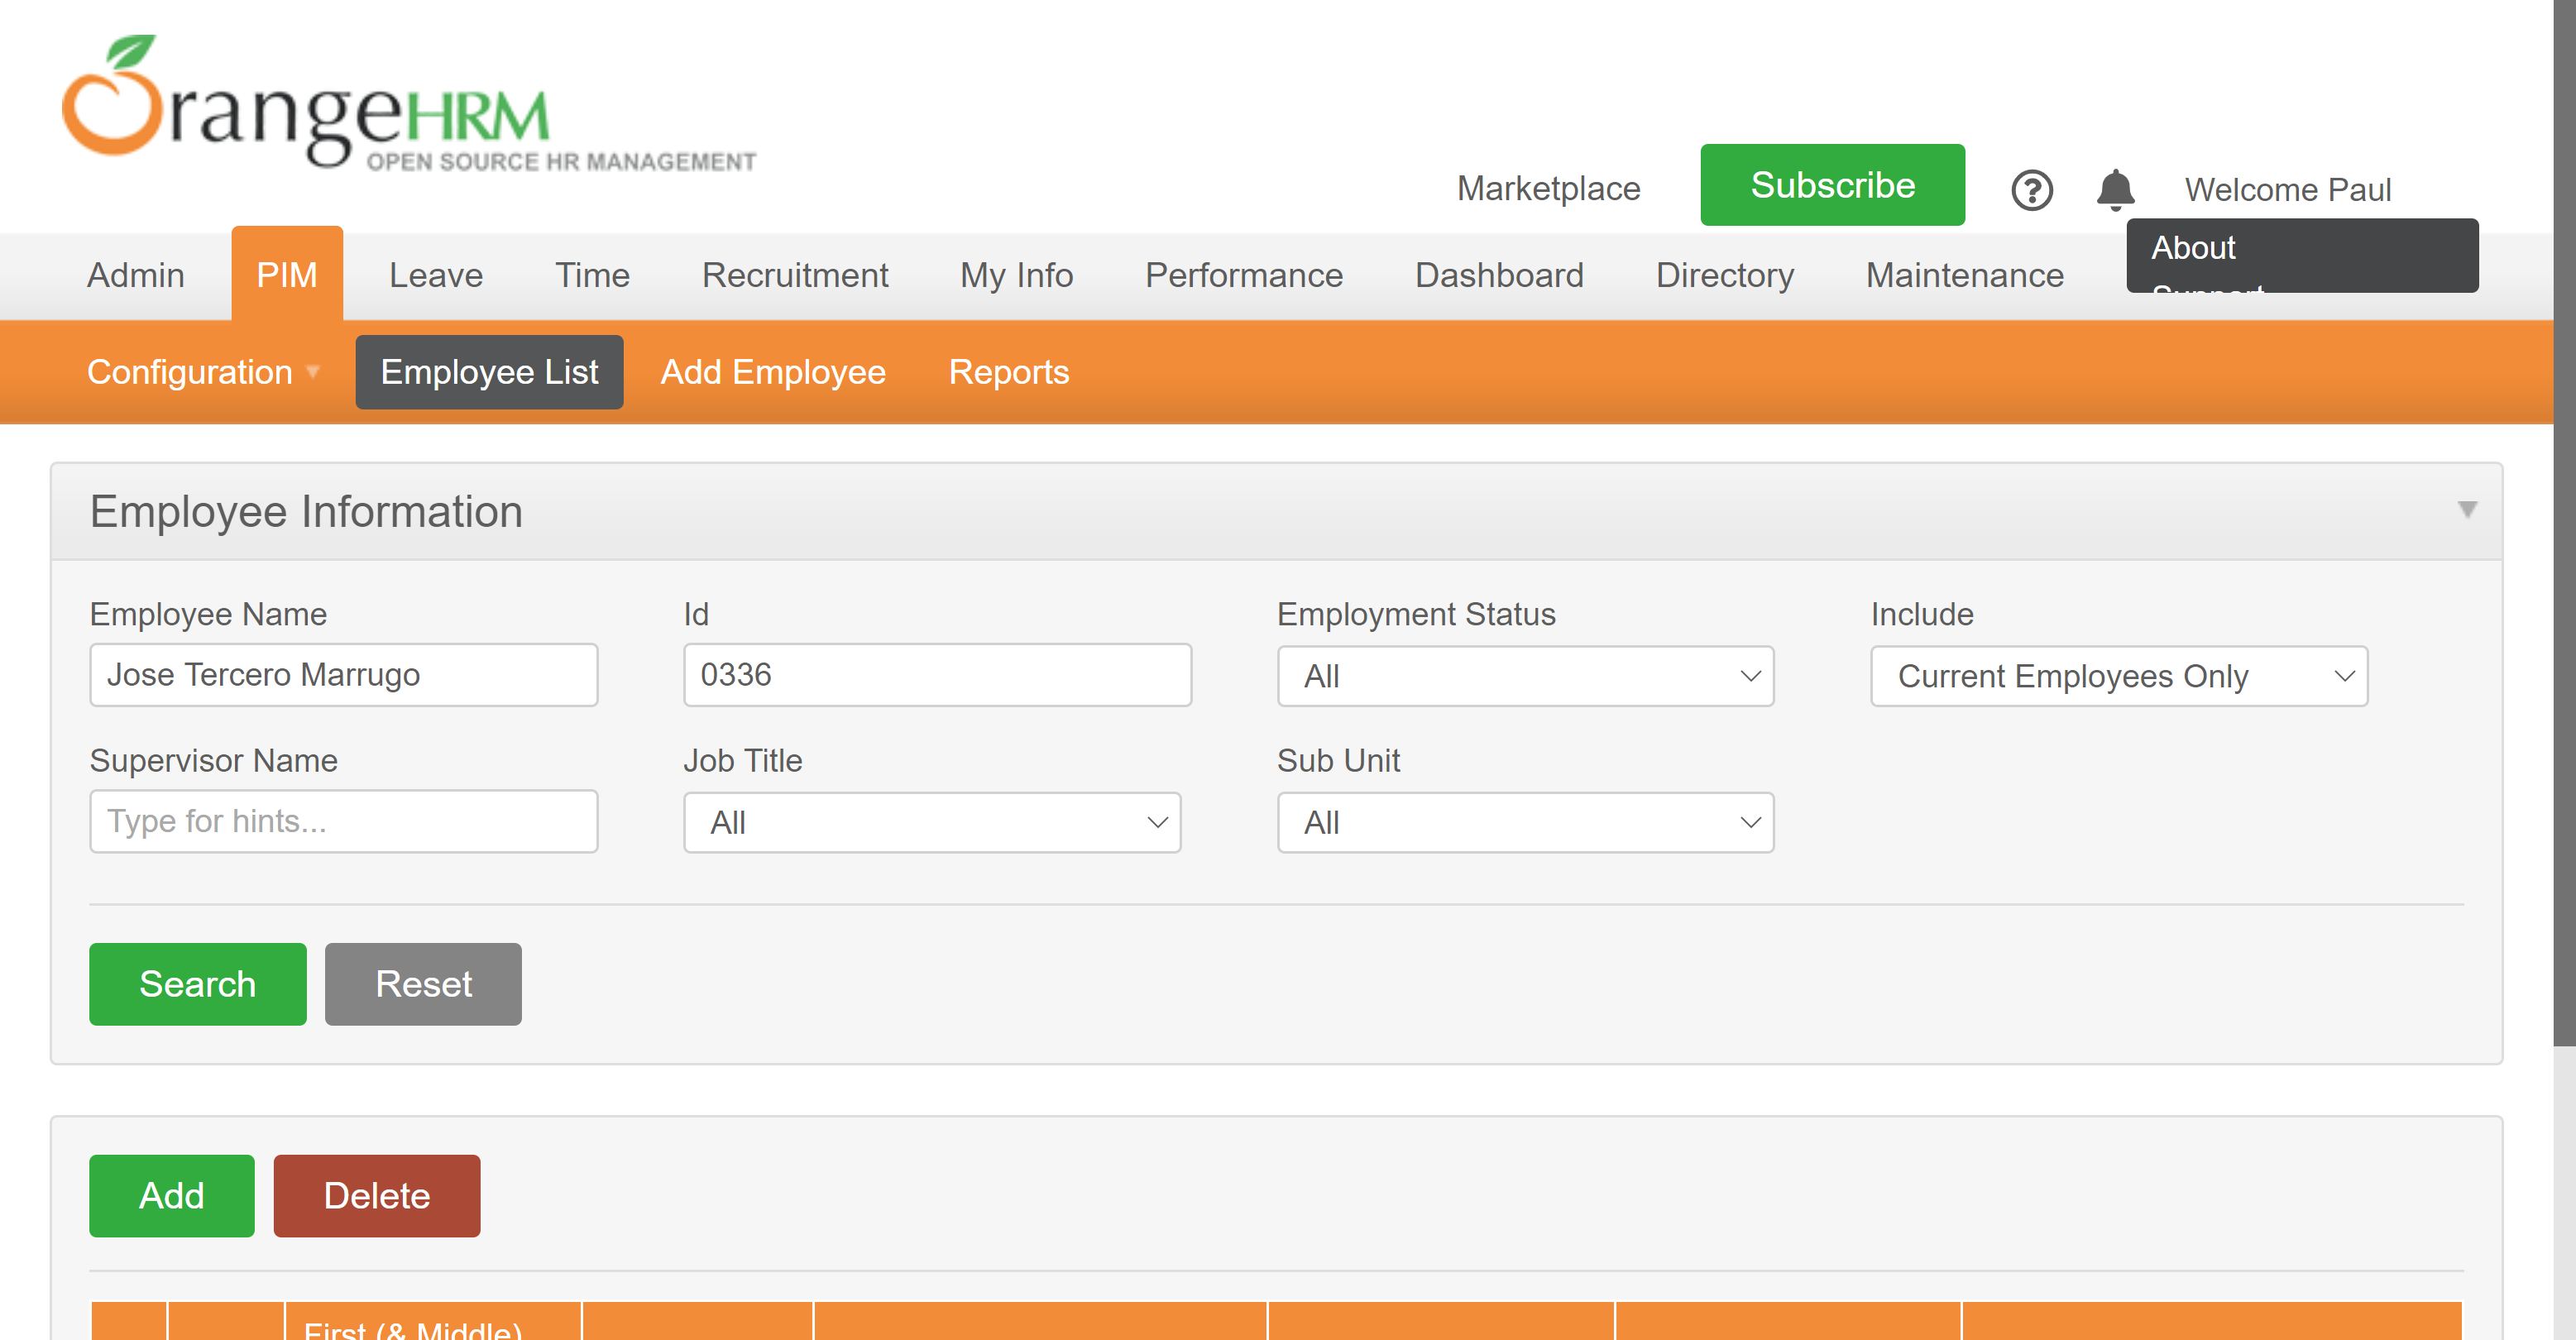 OrangeHRM
OPEN SOURCE HR MANAGEMENT
Marketplace
Subscribe
Welcome Paul
About
Support
Admin
PIM
Leave
Time
Recruitment
My Info
Performance
Dashboard
Directory
Maintenance
Configuration
Employee List
Add Employee
Reports
Employee Information
Employee Name
Id
Employment Status
Include
Jose Tercero Marrugo
0336
All
Current Employees Only
Supervisor Name
Job Title
Sub Unit
Type for hints...
All
All
Search
Reset
Add
Delete
First (& Middle)